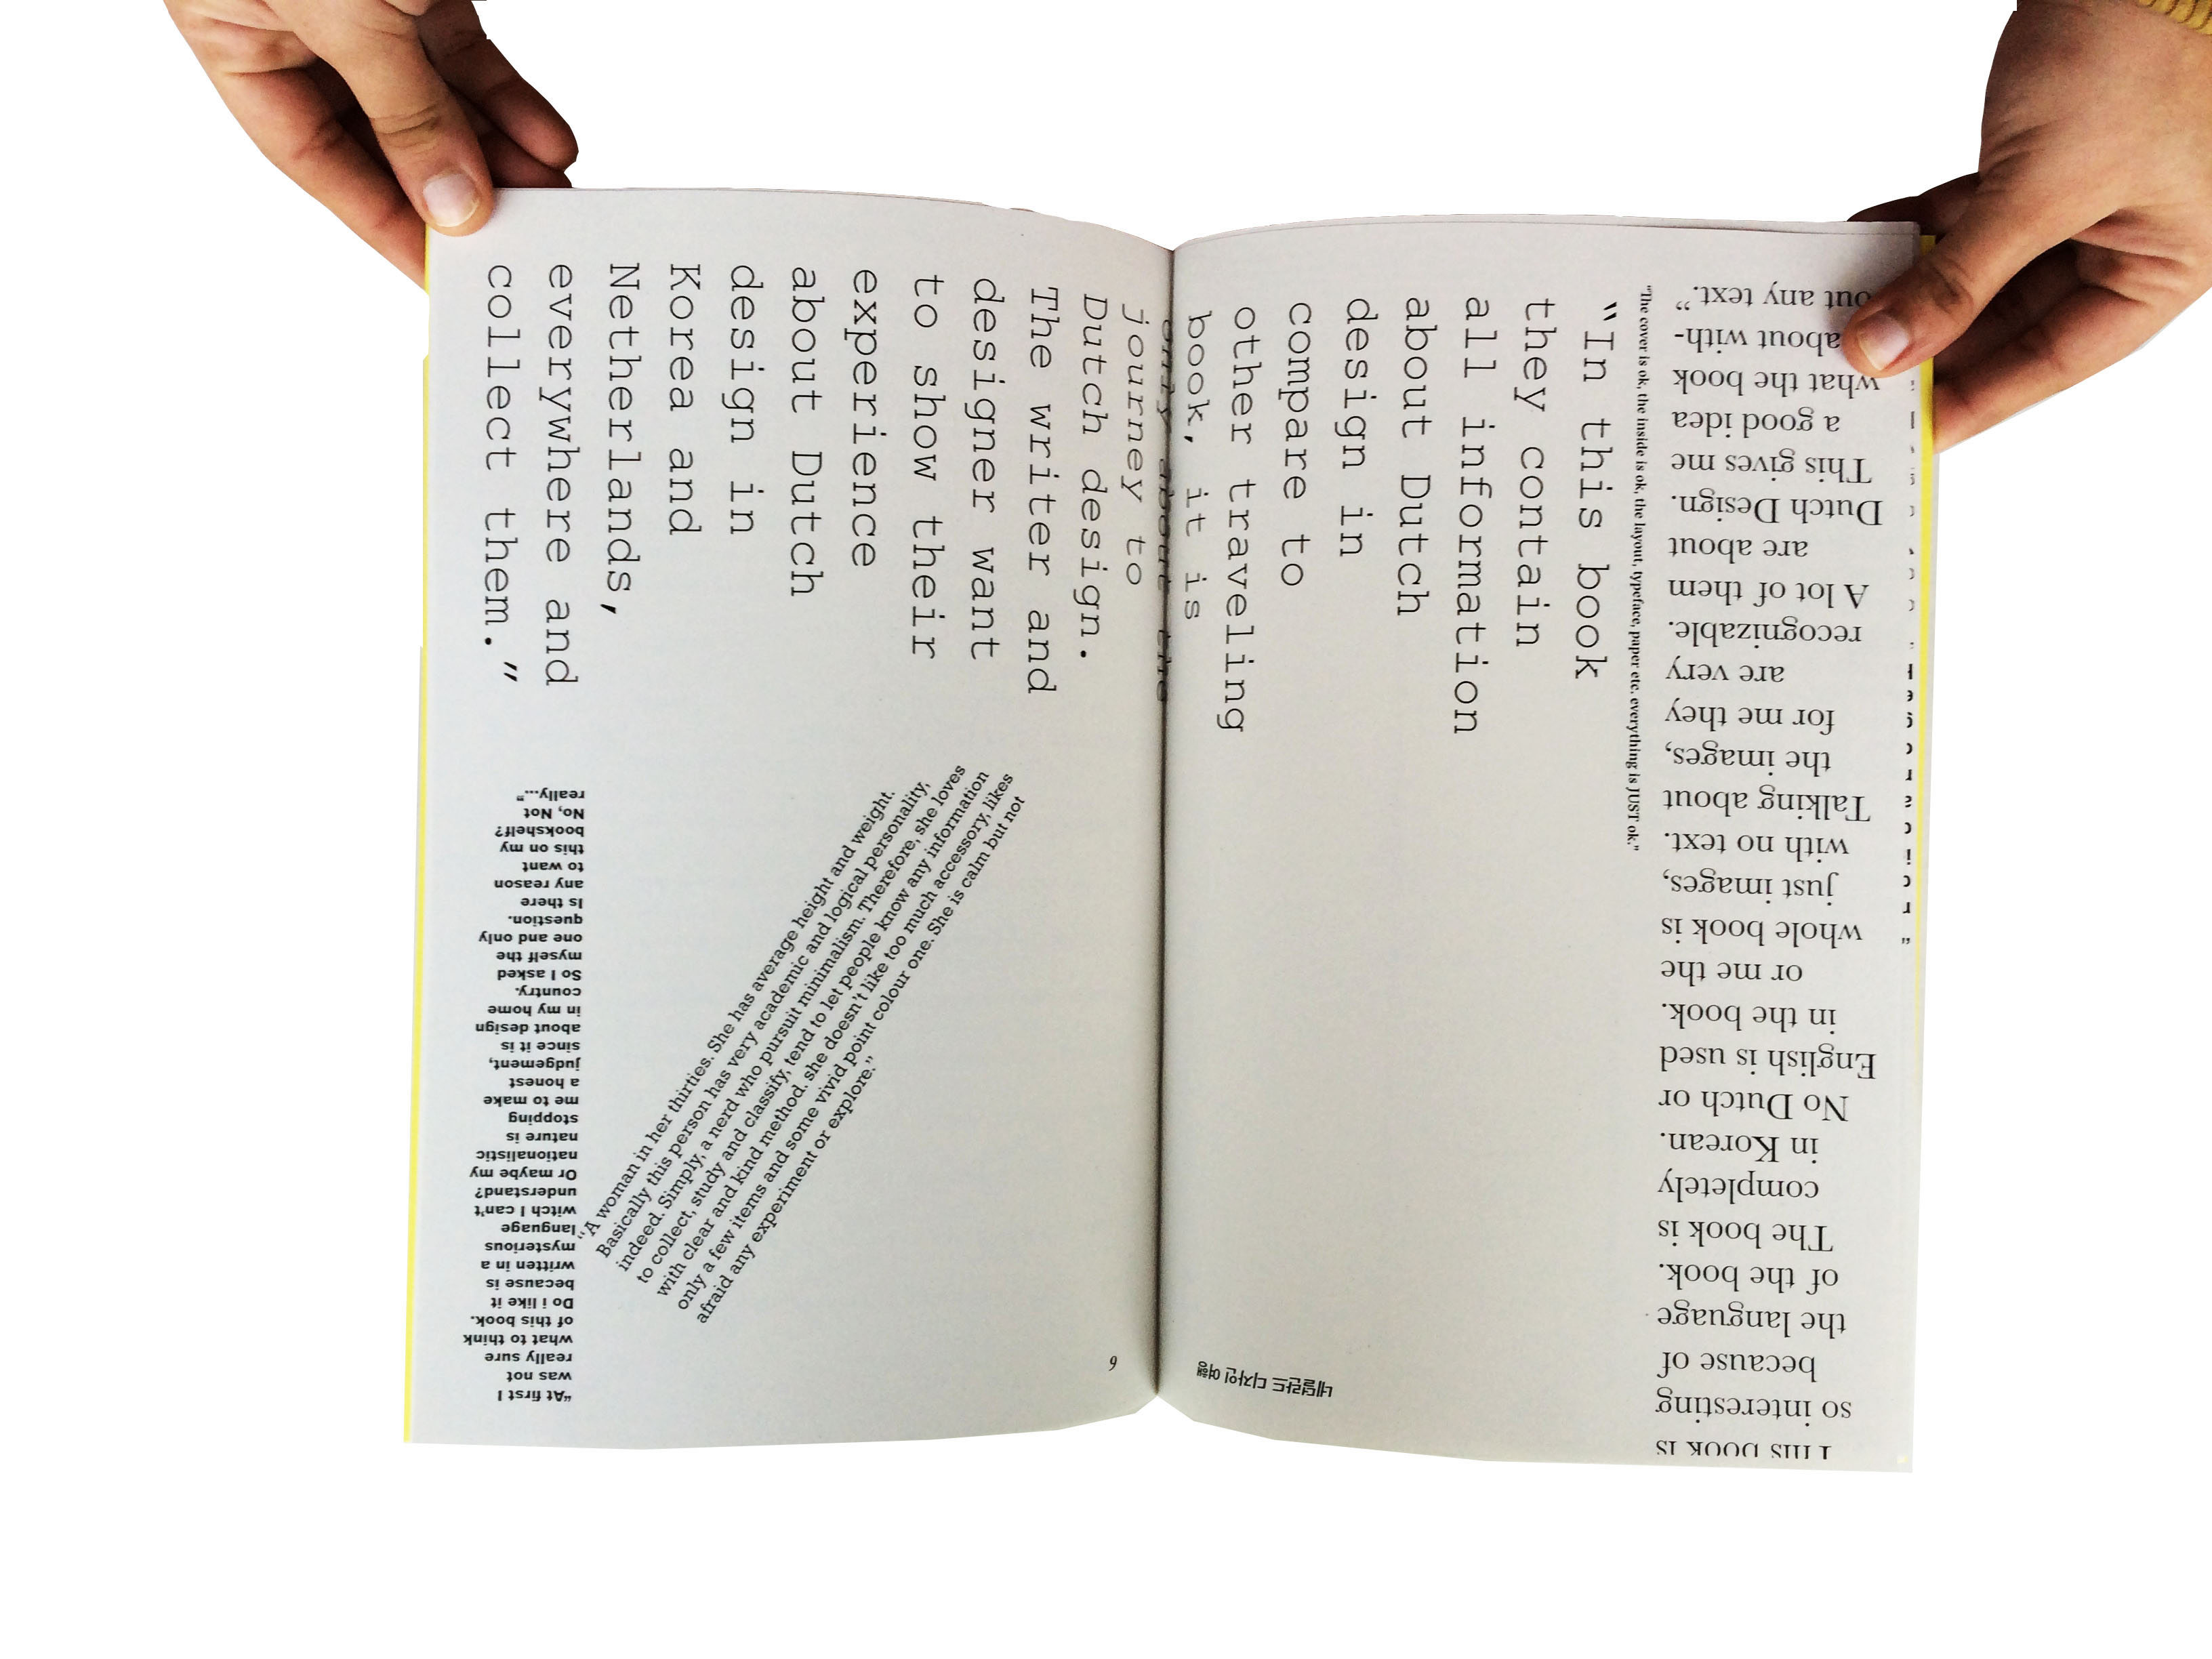 “In this book
they contain
all information
about Dutch
design in
compare to
other traveling
book, it is
only about the
journey to
Dutch design.
The writer and
designer want
to show their
experience
about Dutch
design in
Korea and
Netherlands,
everywhere and
collect them.”
“The cover is ok, the inside is ok, the layout, typeface, paper etc. everything is JUST ok.”
This book is
so interesting
because of
the language
of the book.
The book is
completely
in Korean.
No Dutch or
English is used
in the book.
or me the
whole book is
just images,
with no text.
Talking about
the images,
for me they
are very
recognizable.
A lot of them
are about
Dutch Design.
This gives me
a good idea
what the book
about with-
out any text.”
“A woman in her thirties. She has average height and weight.
Basically this person has very academic and logical personality,
indeed. Simply, a nerd who pursuit minimalism. Therefore, she loves
to collect, study and classify, tend to let people know any information
with clear and kind method. she doesn't like too much accessory, likes
only a few items and some vivid point colour one. She is calm but not
afraid any experiment or explore.”
“At first I
was not
really sure
what to think
of this book.
Do i like it
because is
written in a
mysterious
language
witch I can't
understand?
Or maybe my
nationalistic
nature is
stopping
me to make
a honest
judgement,
since it is
about design
in my home
country.
So I asked
myself the
one and only
question.
Is there
any reason
to want
this on my
bookshelf?
No, Not
really...”
네덜란드 디자인 여행
6